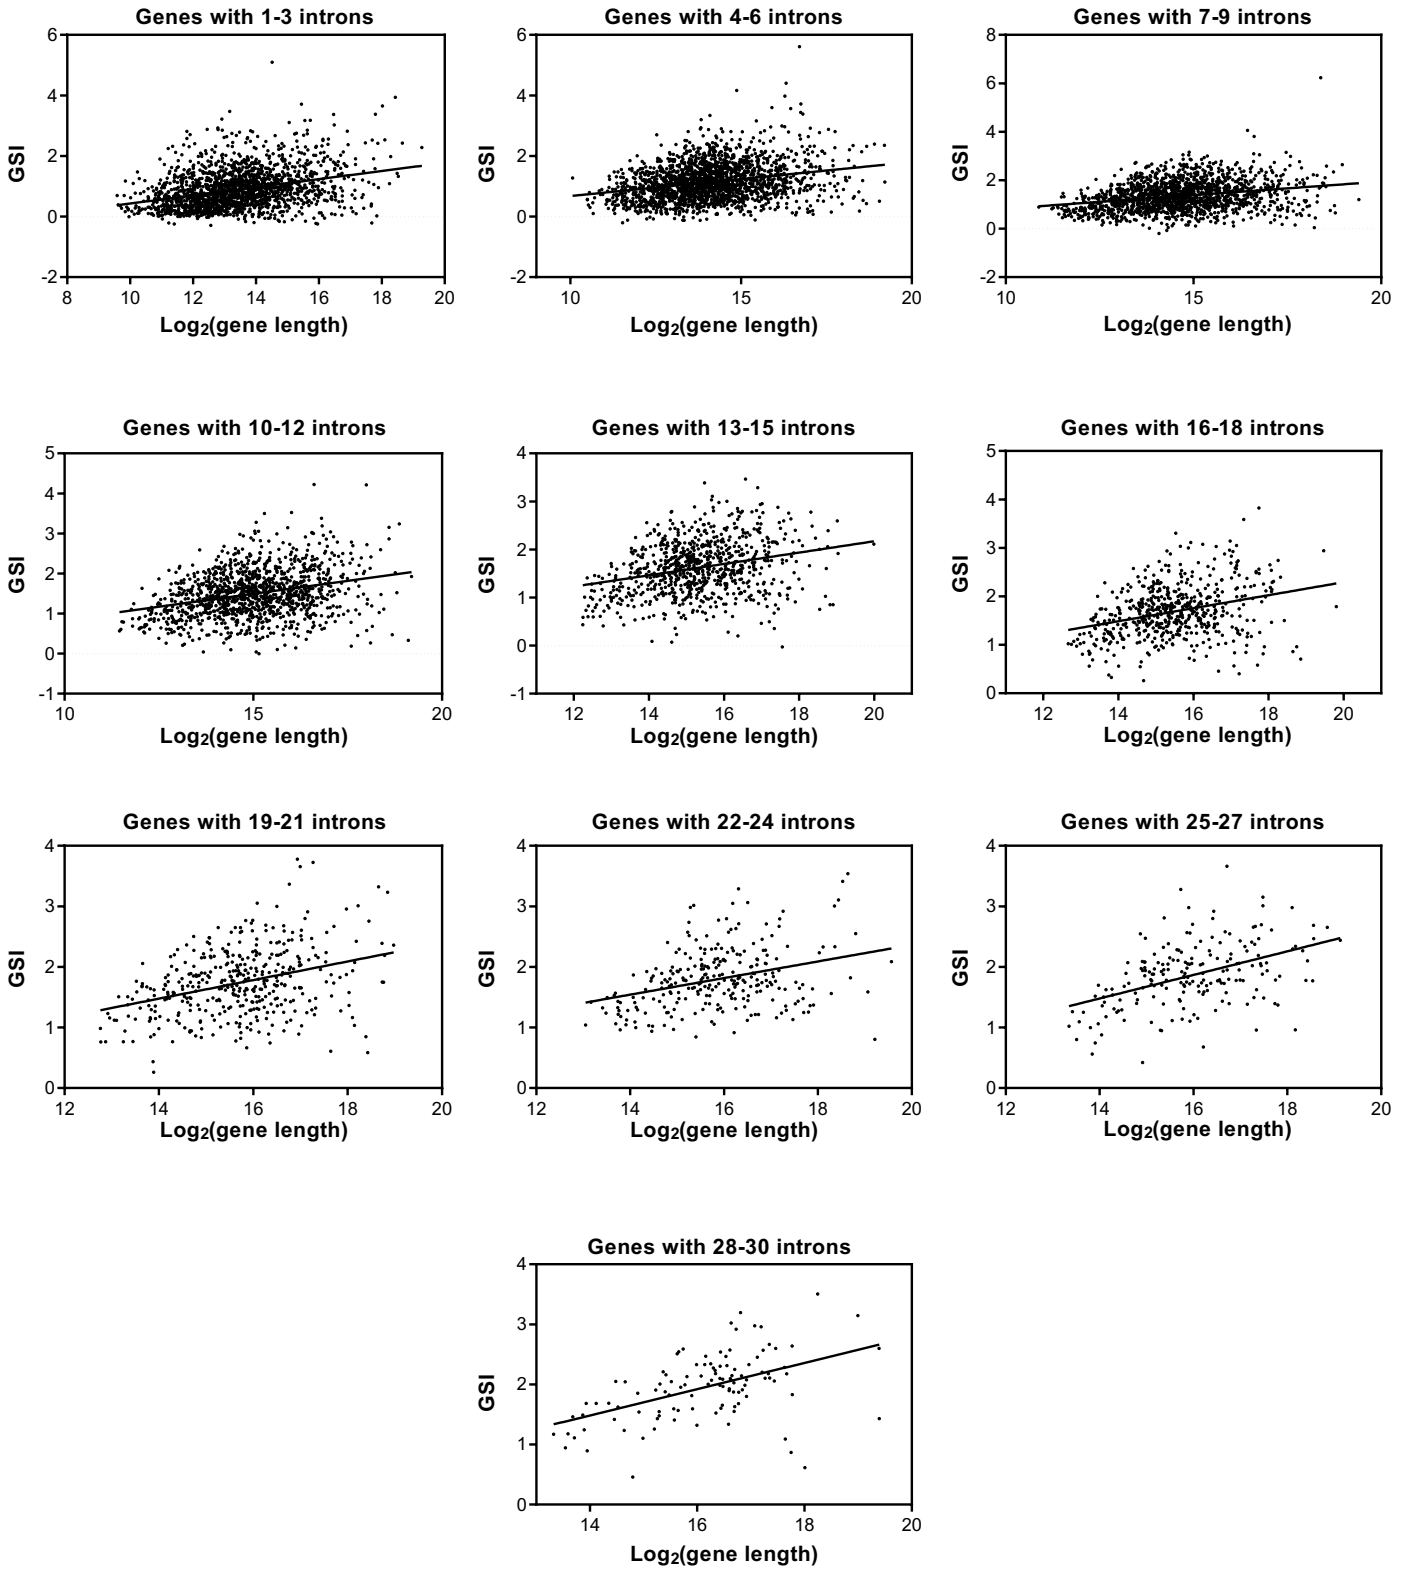 Genes with 1-3 introns
6
4
2
0
-2
GSI
8 10 12 14 16 18 20
Log2(gene length)
Genes with 4-6 introns
6
4
2
0
-2
GSI
10 15 20
Log2(gene length)
Genes with 7-9 introns
8
6
4
2
0
-2
GSI
10 15 20
Log2(gene length)
Genes with 10-12 introns
5
4
3
2
1
0
-1
GSI
10 15 20
Log2(gene length)
Genes with 13-15 introns
4
3
2
1
0
-1
GSI
12 14 16 18 20
Log2(gene length)
Genes with 16-18 introns
5
4
3
2
1
0
GSI
12 14 16 18 20
Log2(gene length)
Genes with 19-21 introns
4
3
2
1
0
GSI
12 14 16 18 20
Log2(gene length)
Genes with 22-24 introns
4
3
2
1
0
GSI
12 14 16 18 20
Log2(gene length)
Genes with 25-27 introns
4
3
2
1
0
GSI
12 14 16 18 20
Log2(gene length)
Genes with 28-30 introns
4
3
2
1
0
GSI
14 16 18 20
Log2(gene length)